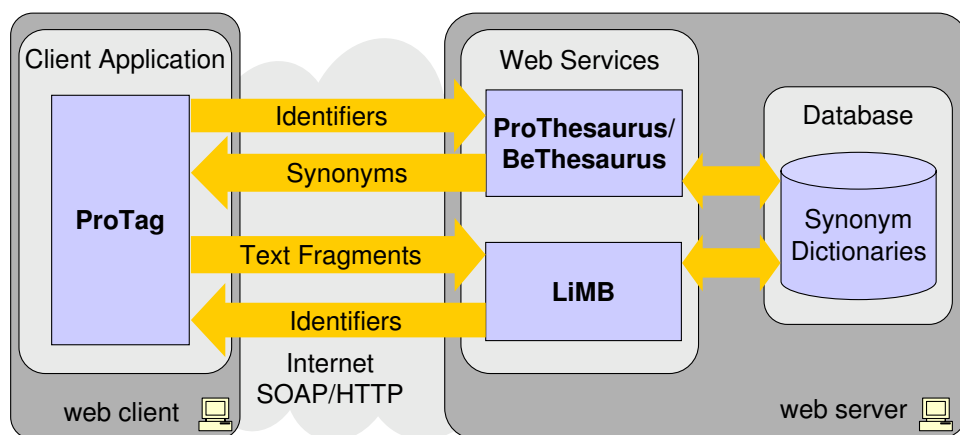 Client Application
ProTag
web client
Identifiers
Synonyms
Text Fragments
Identifiers
Internet
SOAP/HTTP
Web Services
ProThesaurus/
BeThesaurus
LiMB
Database
Synonym
Dictionaries
web server